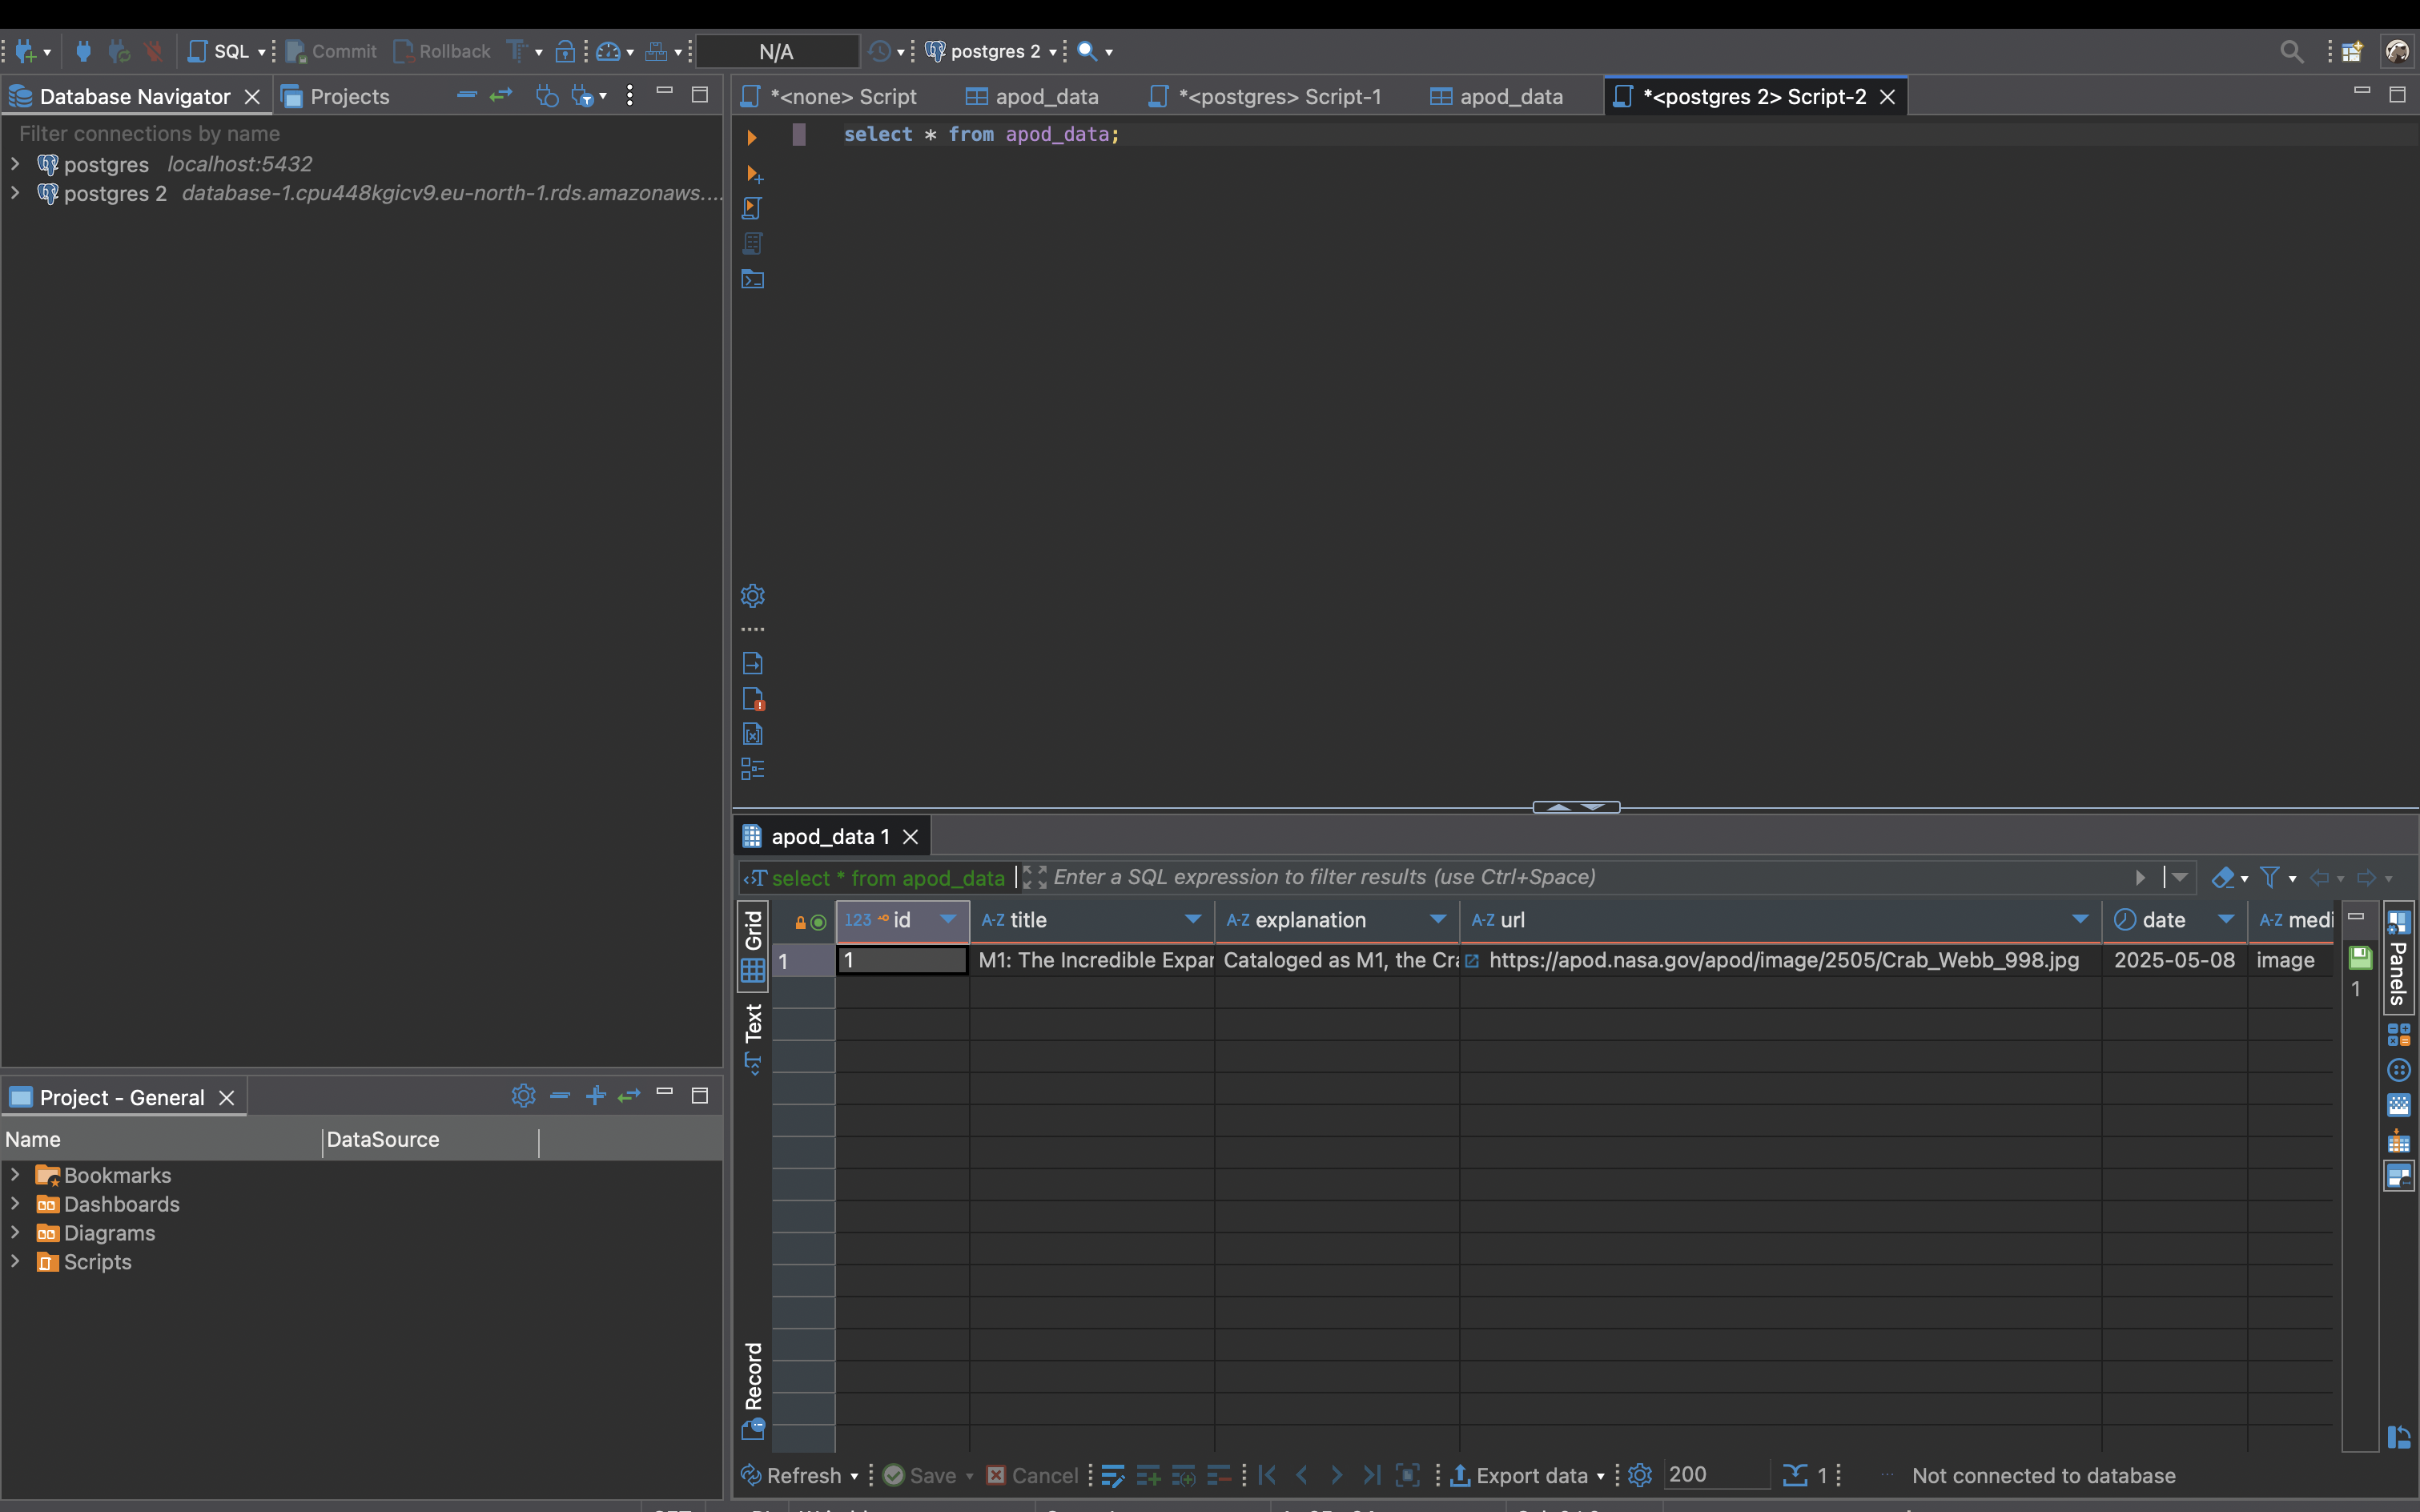 SQL
Commit
Rollback
N/A
postgres 2
Database Navigator
Projects
Filter connections by name
postgres localhost:5432
postgres 2 database-1.cpu448kgicv9.eu-north-1.rds.amazonaws....
*<none> Script
apod_data
*<postgres> Script-1
apod_data
*<postgres 2> Script-2
select * from apod_data;
apod_data 1
select * from apod_data
Enter a SQL expression to filter results (use Ctrl+Space)
Grid
Text
Record
123 id A-Z title A-Z explanation A-Z url date A-Z medi
1 1 M1: The Incredible Expar Cataloged as M1, the Cra https://apod.nasa.gov/apod/image/2505/Crab_Webb_998.jpg 2025-05-08 image
1
Panels
Project - General
Name DataSource
Bookmarks
Dashboards
Diagrams
Scripts
Refresh Save Cancel Export data 200 1 ... Not connected to database